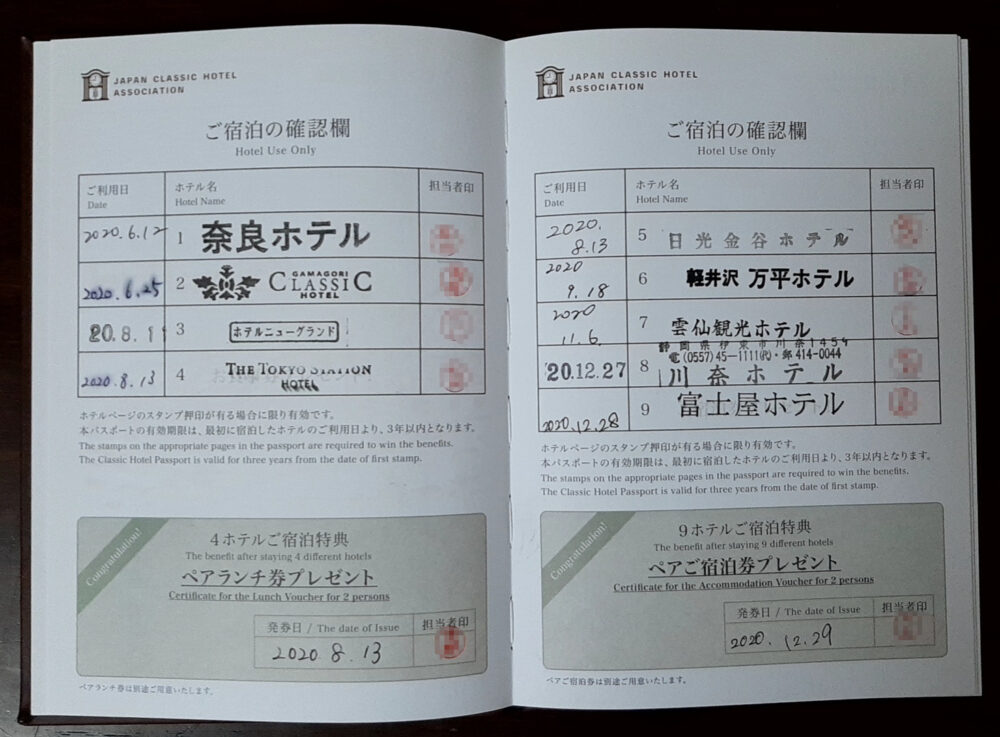 JAPAN CLASSIC HOTEL
ASSOCIATION
ご宿泊の確認欄
Hotel Use Only
ご利用日
Date
ホテル名
Hotel Name
担当者印
2020.6.12 1 奈良ホテル
2020.6.25 2 GAMAGORI CLASSIC HOTEL
20.8.11 3 ホテルニューグランド
2020.8.13 4 THE TOKYO STATION HOTEL
ホテルページのスタンプ押印が有る場合に限り有効です。
本パスポートの有効期限は、最初に宿泊したホテルのご利用日より、3年以内となります。
The stamps on the appropriate pages in the passport are required to win the benefits.
The Classic Hotel Passport is valid for three years from the date of first stamp.
Congratulation!
4ホテルご宿泊特典
The benefit after staying 4 different hotels
ペアランチ券プレゼント
Certificate for the Lunch Voucher for 2 persons
発券日 / The date of Issue 担当者印
2020.8.13
ペアランチ券は別途ご用意いたします。
JAPAN CLASSIC HOTEL
ASSOCIATION
ご宿泊の確認欄
Hotel Use Only
ご利用日
Date
ホテル名
Hotel Name
担当者印
2020.8.13 5 日光金谷ホテル
2020 9.18 6 軽井沢 万平ホテル
2020 11.6. 7 雲仙観光ホテル
静岡県伊東市川奈1454
電(0557)45-1111(代)・郵414-0044
20.12.27 8 川奈ホテル
2020.12.28 9 富士屋ホテル
ホテルページのスタンプ押印が有る場合に限り有効です。
本パスポートの有効期限は、最初に宿泊したホテルのご利用日より、3年以内となります。
The stamps on the appropriate pages in the passport are required to win the benefits.
The Classic Hotel Passport is valid for three years from the date of first stamp.
Congratulation!
9ホテルご宿泊特典
The benefit after staying 9 different hotels
ペアご宿泊券プレゼント
Certificate for the Accommodation Voucher for 2 persons
発券日 / The date of Issue 担当者印
2020.12.29
ペアご宿泊券は別途ご用意いたします。